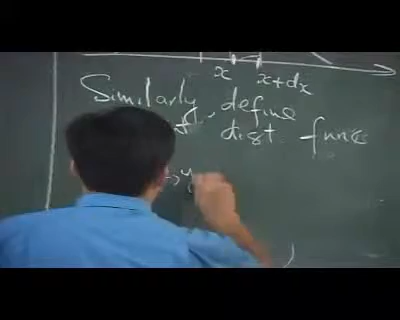 x x+dx
Similarly, define
dist. func
, y
)